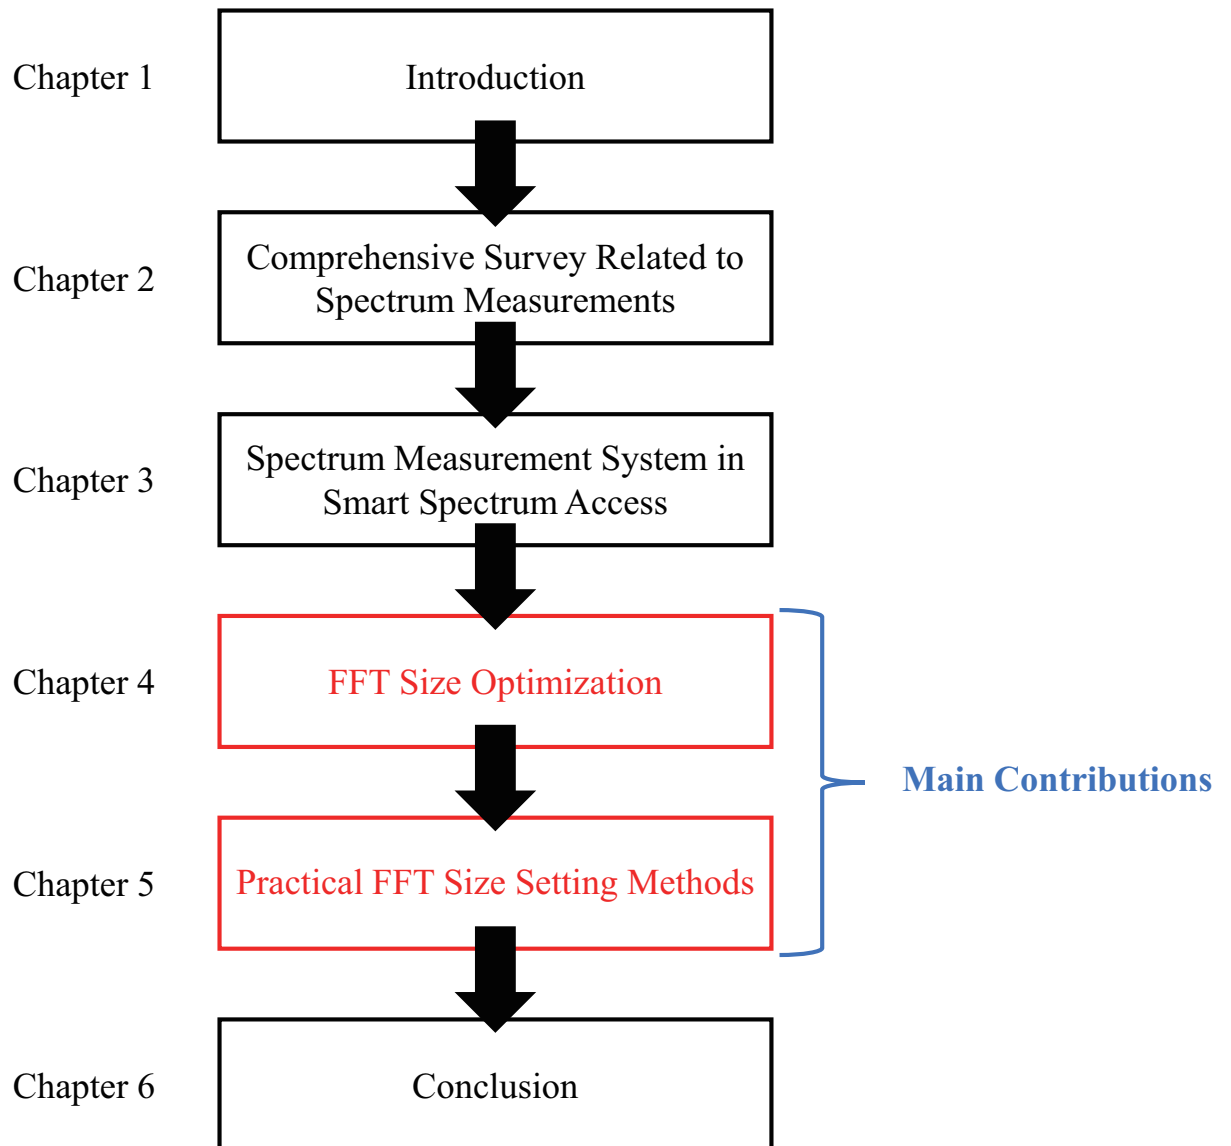 Chapter 1
Introduction
Chapter 2
Comprehensive Survey Related to
Spectrum Measurements
Chapter 3
Spectrum Measurement System in
Smart Spectrum Access
Chapter 4
FFT Size Optimization
Main Contributions
Chapter 5
Practical FFT Size Setting Methods
Chapter 6
Conclusion